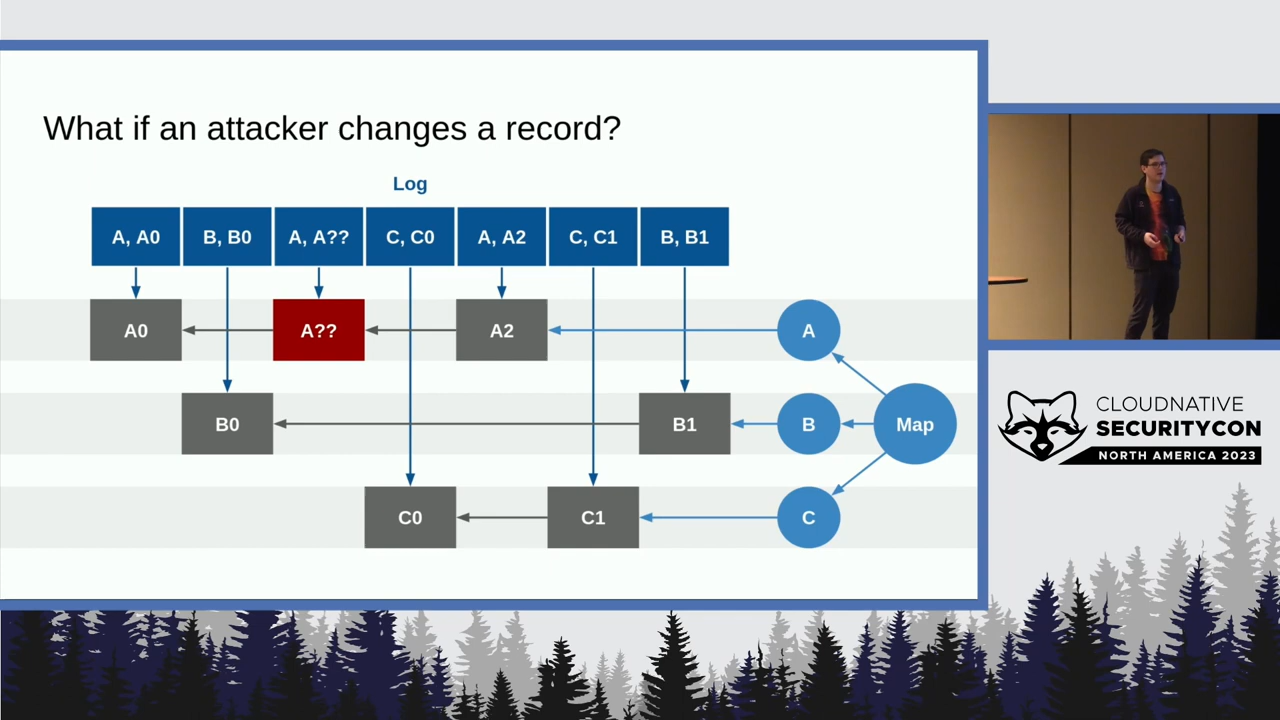 What if an attacker changes a record?
Log
A, A0 B, B0 A, A?? C, C0 A, A2 C, C1 B, B1
A0 A?? A2 A
B0 B1 B Map
C0 C1 C
CLOUDNATIVE
SECURITYCON
NORTH AMERICA 2023